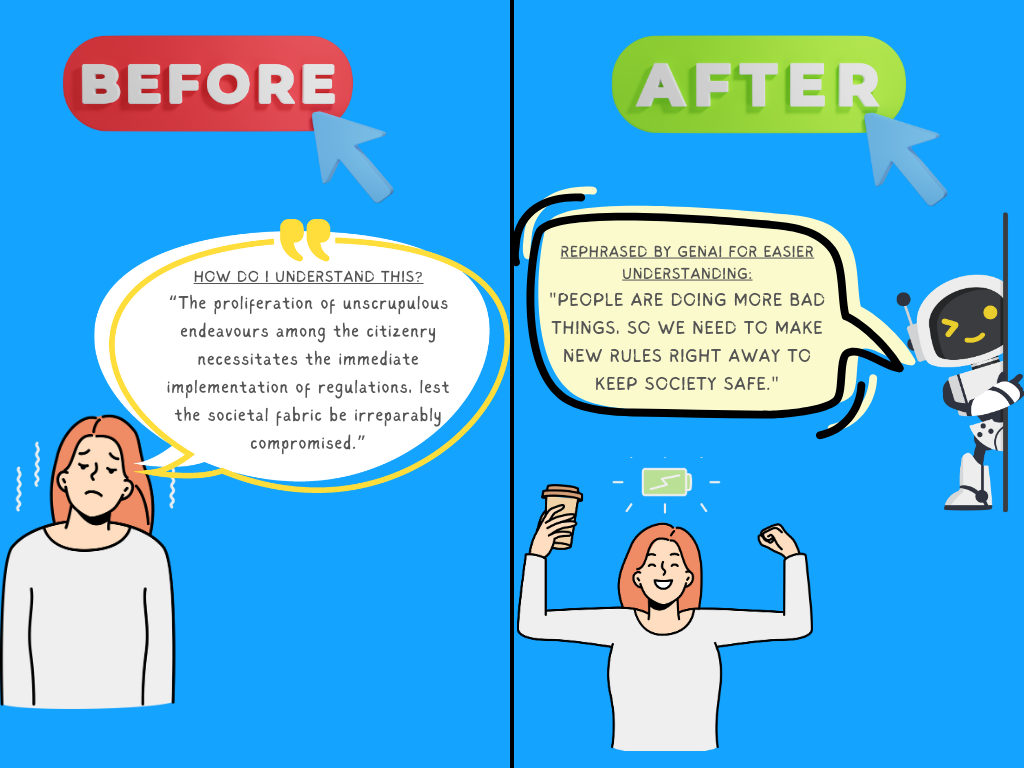 BEFORE
HOW DO I UNDERSTAND THIS?
“The proliferation of unscrupulous
endeavours among the citizenry
necessitates the immediate
implementation of regulations, lest
the societal fabric be irreparably
compromised.”
AFTER
REPHRASED BY GENAI FOR EASIER
UNDERSTANDING:
"PEOPLE ARE DOING MORE BAD
THINGS, SO WE NEED TO MAKE
NEW RULES RIGHT AWAY TO
KEEP SOCIETY SAFE."